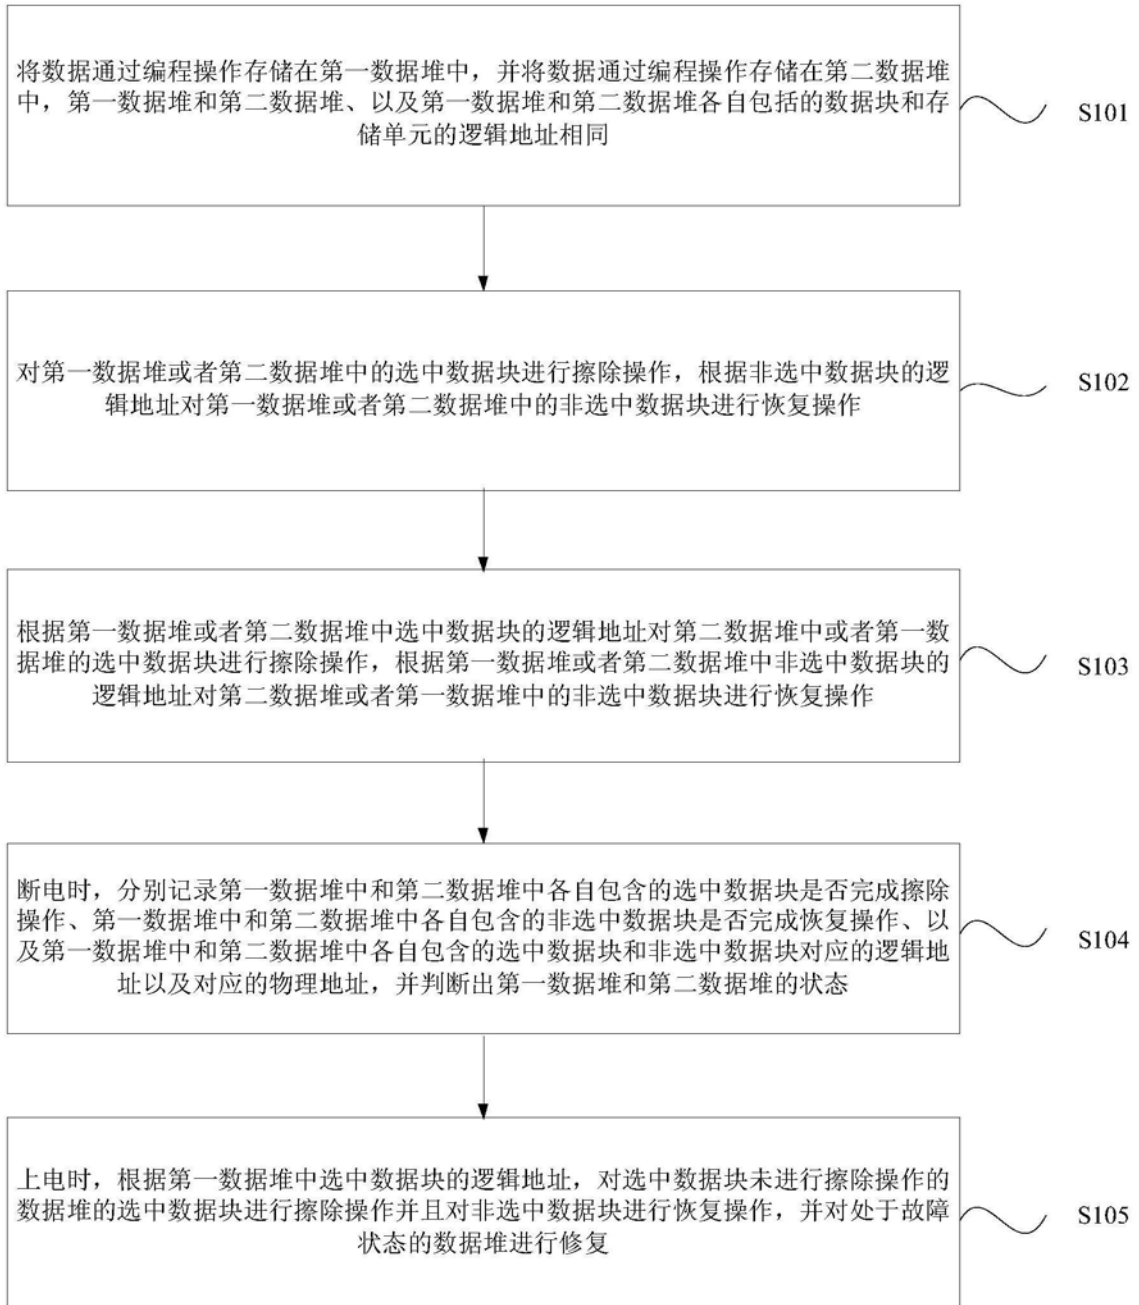 将数据通过编程操作存储在第一数据堆中，并将数据通过编程操作存储在第二数据堆
中，第一数据堆和第二数据堆、以及第一数据堆和第二数据堆各自包括的数据块和存
储单元的逻辑地址相同
S101
对第一数据堆或者第二数据堆中的选中数据块进行擦除操作，根据非选中数据块的逻
辑地址对第一数据堆或者第二数据堆中的非选中数据块进行恢复操作
S102
根据第一数据堆或者第二数据堆中选中数据块的逻辑地址对第二数据堆中或者第一数
据堆的选中数据块进行擦除操作，根据第一数据堆或者第二数据堆中非选中数据块的
逻辑地址对第二数据堆或者第一数据堆中的非选中数据块进行恢复操作
S103
断电时，分别记录第一数据堆中和第二数据堆中各自包含的选中数据块是否完成擦除
操作、第一数据堆中和第二数据堆中各自包含的非选中数据块是否完成恢复操作、以
及第一数据堆中和第二数据堆中各自包含的选中数据块和非选中数据块对应的逻辑地
址以及对应的物理地址，并判断出第一数据堆和第二数据堆的状态
S104
上电时，根据第一数据堆中选中数据块的逻辑地址，对选中数据块未进行擦除操作的
数据堆的选中数据块进行擦除操作并且对非选中数据块进行恢复操作，并对处于故障
状态的数据堆进行修复
S105